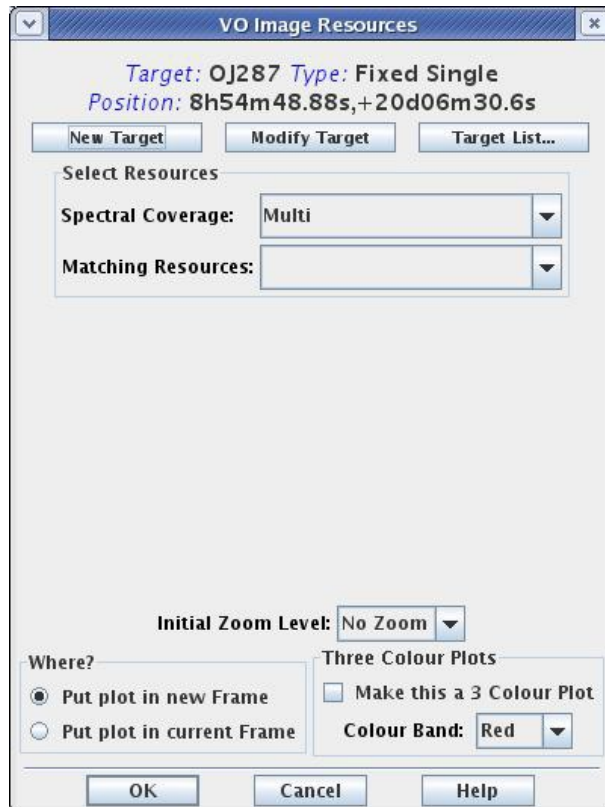 VO Image Resources
Target: OJ287 Type: Fixed Single
Position: 8h54m48.88s,+20d06m30.6s
New Target Modify Target Target List...
Select Resources
Spectral Coverage: Multi
Matching Resources:
Initial Zoom Level: No Zoom
Where?
Put plot in new Frame
Put plot in current Frame
Three Colour Plots
Make this a 3 Colour Plot
Colour Band: Red
OK Cancel Help